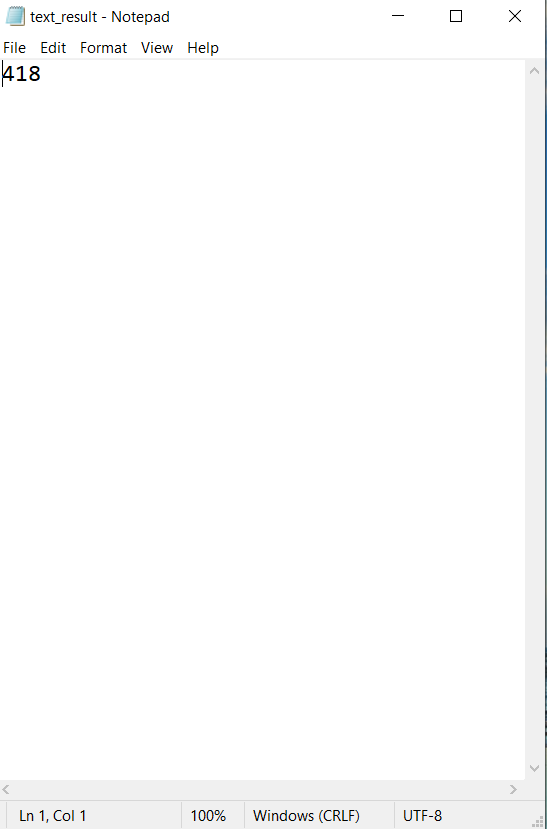 text_result - Notepad
File Edit Format View Help
418
Ln 1, Col 1 100% Windows (CRLF) UTF-8